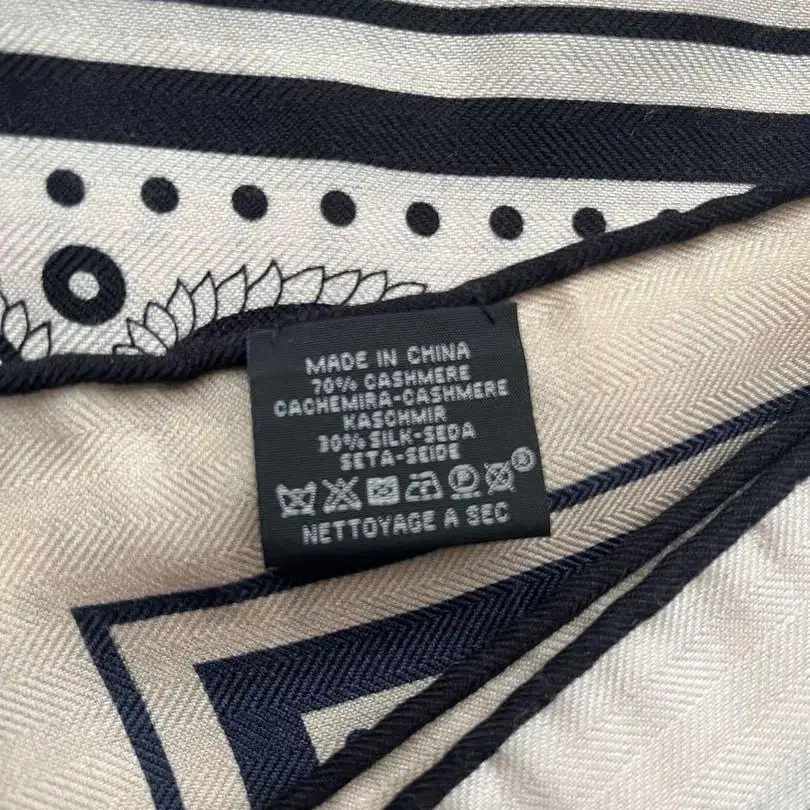 MADE IN CHINA
70% CASHMERE
CACHEMIRA-CASHMERE
KASCHMIR
30% SILK-SEDA
SETA-SEIDE
NETTOYAGE A SEC